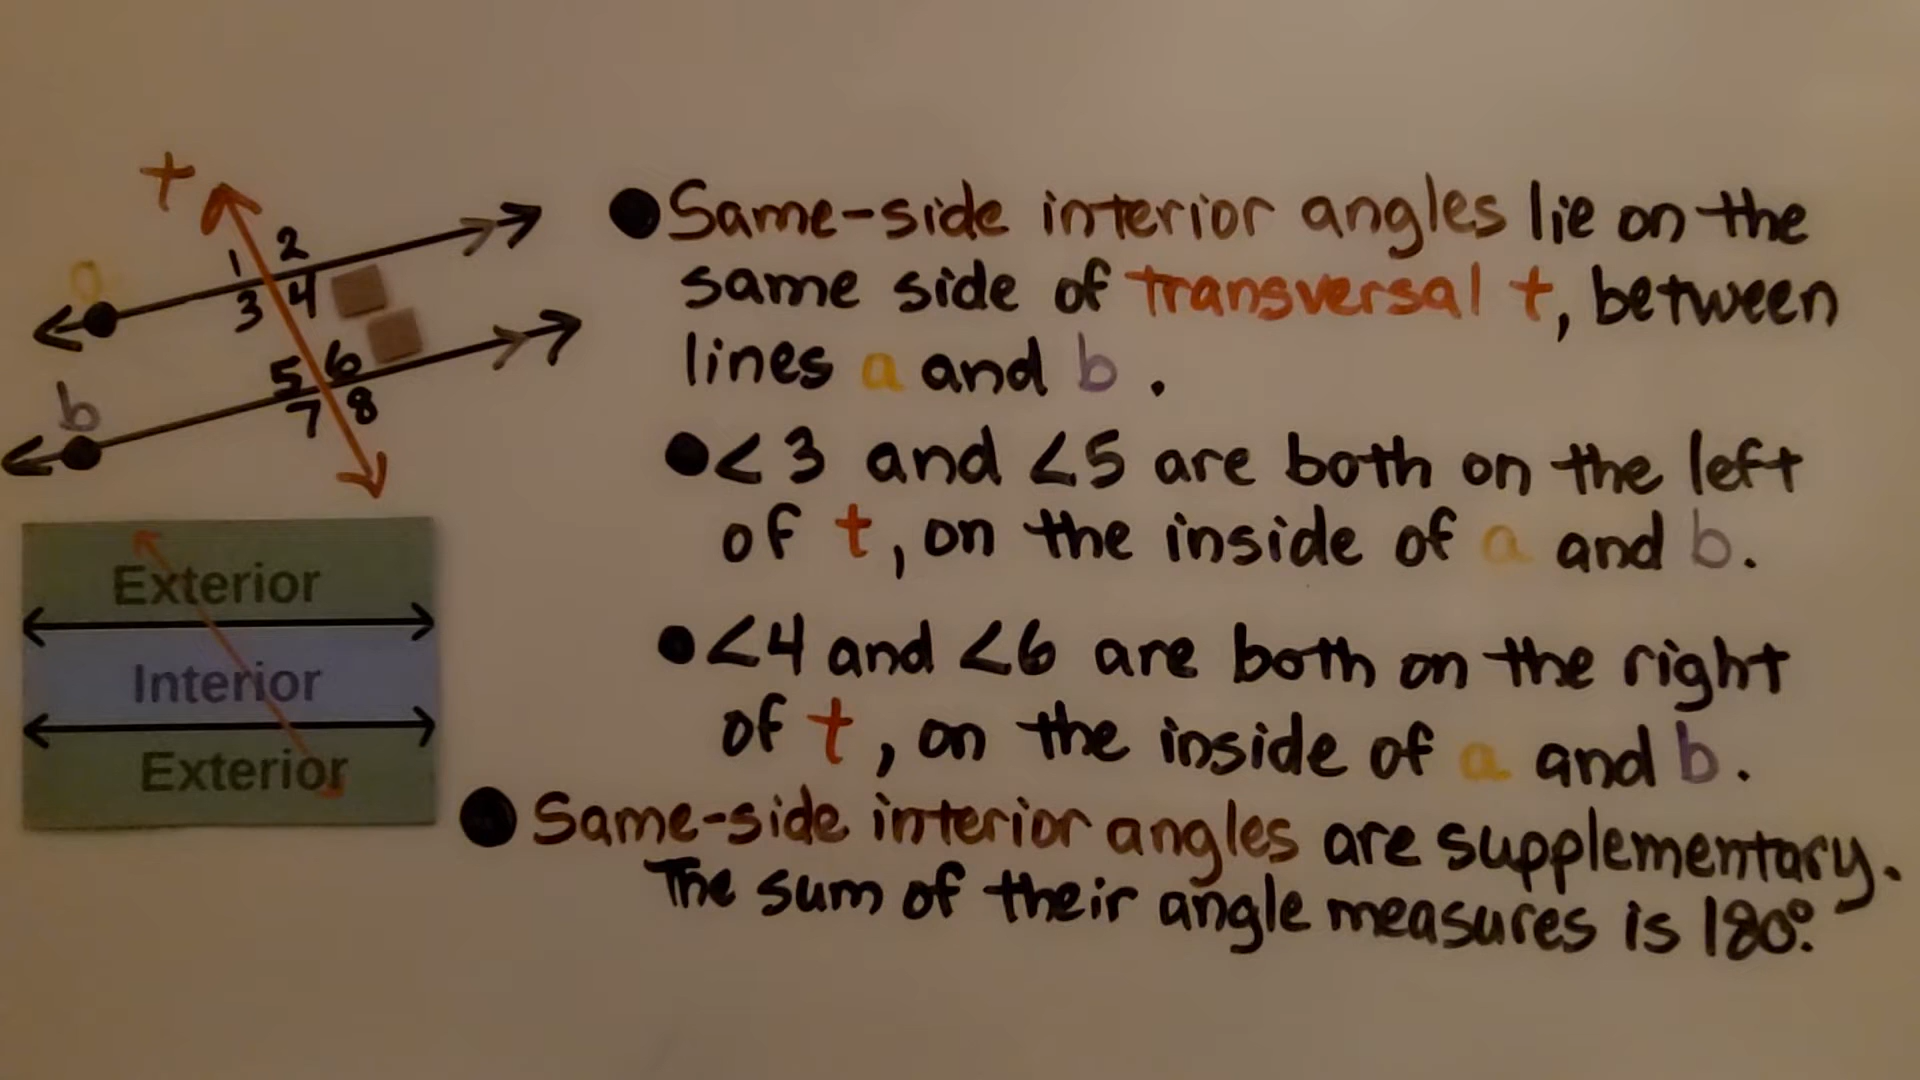 t
a
1 2
3 4
5 6
7 8
b
Exterior
Interior
Exterior
Same-side interior angles lie on the
same side of transversal t, between
lines a and b.
<3 and <5 are both on the left
of t, on the inside of a and b.
<4 and <6 are both on the right
of t, on the inside of a and b.
Same-side interior angles are supplementary.
The sum of their angle measures is 180°.